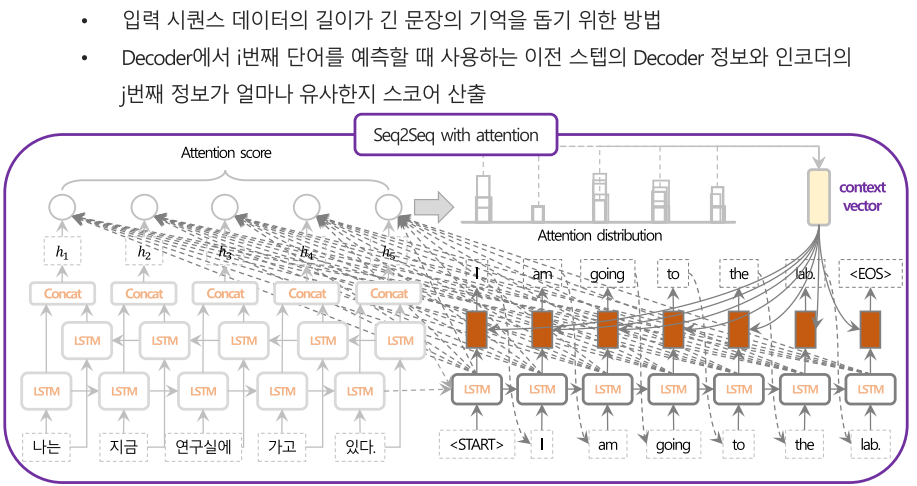 • 입력 시퀀스 데이터의 길이가 긴 문장의 기억을 돕기 위한 방법
• Decoder에서 i번째 단어를 예측할 때 사용하는 이전 스텝의 Decoder 정보와 인코더의
j번째 정보가 얼마나 유사한지 스코어 산출
Seq2Seq with attention
Attention score
context
vector
Attention distribution
h₁ h₂ h₃ h₄ h₅
I am going to the lab. <EOS>
Concat Concat Concat Concat Concat
LSTM LSTM LSTM LSTM LSTM
LSTM LSTM LSTM LSTM LSTM
LSTM LSTM LSTM LSTM LSTM LSTM LSTM
나는 지금 연구실에 가고 있다.
<START> I am going to the lab.